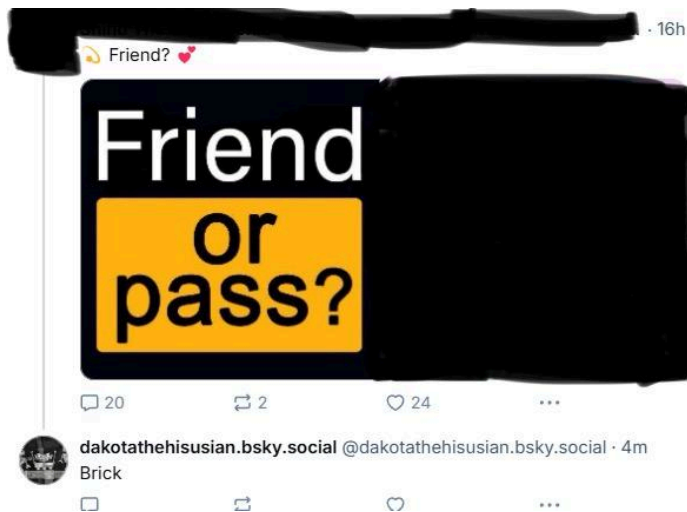 · 16h
💫 Friend? 💕
Friend
or
pass?
20 2 24 ...
dakotathehisusian.bsky.social @dakotathehisusian.bsky.social · 4m
Brick
...